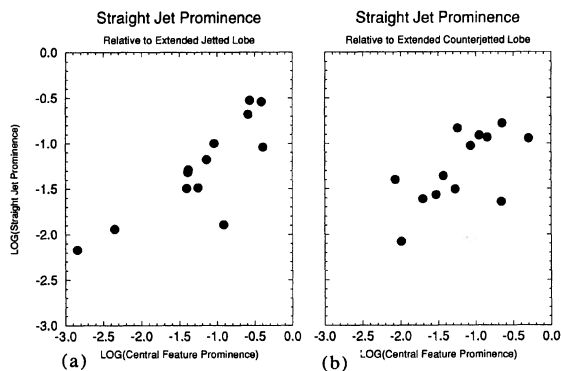 Straight Jet Prominence
Relative to Extended Jetted Lobe
LOG(Straight Jet Prominence)
0.0
-0.5
-1.0
-1.5
-2.0
-2.5
-3.0
-3.0 -2.5 -2.0 -1.5 -1.0 -0.5 0.0
(a) LOG(Central Feature Prominence)
Straight Jet Prominence
Relative to Extended Counterjetted Lobe
-3.0 -2.5 -2.0 -1.5 -1.0 -0.5 0.0
(b) LOG(Central Feature Prominence)